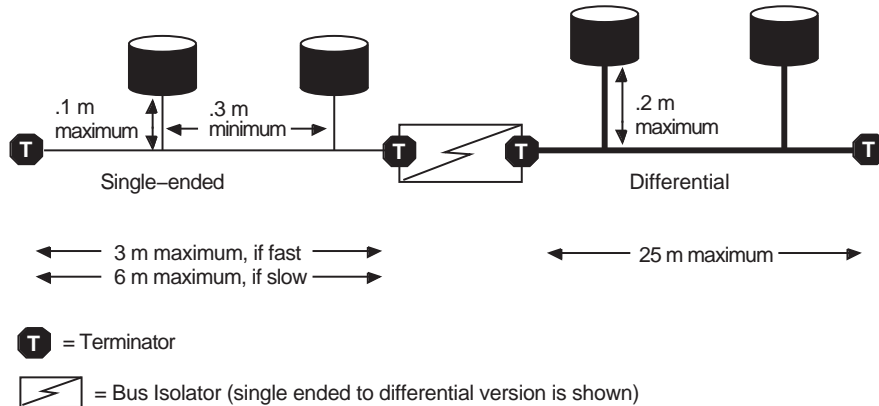 .1 m
maximum
.3 m
minimum
.2 m
maximum
T
T
T
T
Single–ended
Differential
3 m maximum, if fast
6 m maximum, if slow
25 m maximum
T = Terminator
= Bus Isolator (single ended to differential version is shown)